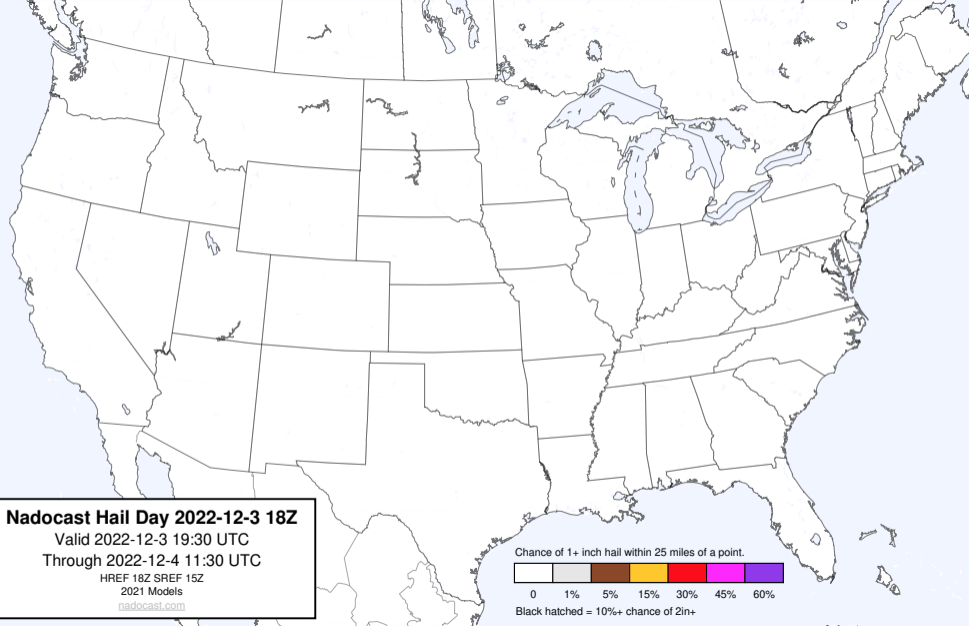 Nadocast Hail Day 2022-12-3 18Z
Valid 2022-12-3 19:30 UTC
Through 2022-12-4 11:30 UTC
HREF 18Z SREF 15Z
2021 Models
nadocast.com
Chance of 1+ inch hail within 25 miles of a point.
0 1% 5% 15% 30% 45% 60%
Black hatched = 10%+ chance of 2in+